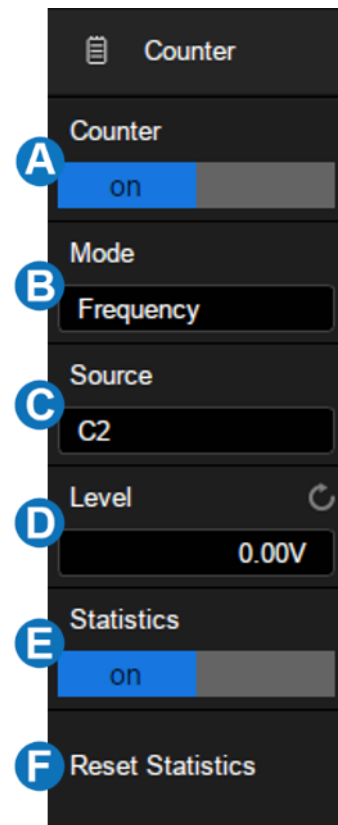 Counter
Counter
A
on
Mode
B
Frequency
Source
C
C2
Level
D
0.00V
Statistics
E
on
F Reset Statistics